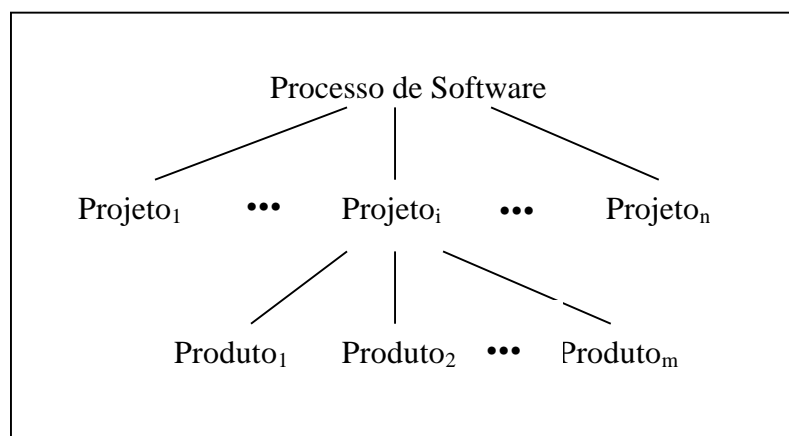 Processo de Software
Projeto₁ ••• Projetoᵢ ••• Projetoₙ
Produto₁ Produto₂ ••• Produtoₘ